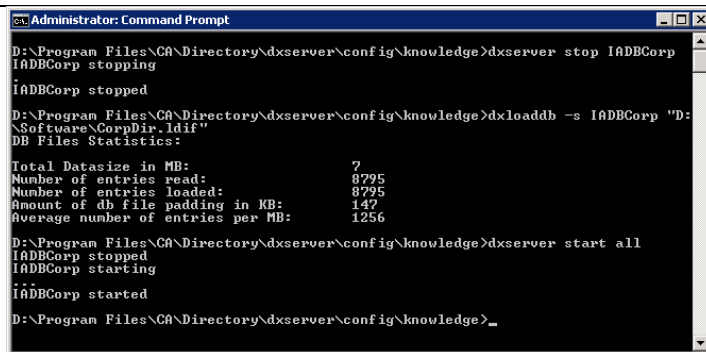 Administrator: Command Prompt
D:\Program Files\CA\Directory\dxserver\config\knowledge>dxserver stop IADBCorp
IADBCorp stopping
.
IADBCorp stopped
D:\Program Files\CA\Directory\dxserver\config\knowledge>dxloaddb -s IADBCorp "D:
\Software\CorpDir.ldif"
DB Files Statistics:
Total Datasize in MB: 7
Number of entries read: 8795
Number of entries loaded: 8795
Amount of db file padding in KB: 147
Average number of entries per MB: 1256
D:\Program Files\CA\Directory\dxserver\config\knowledge>dxserver start all
IADBCorp stopped
IADBCorp starting
...
IADBCorp started
D:\Program Files\CA\Directory\dxserver\config\knowledge>_